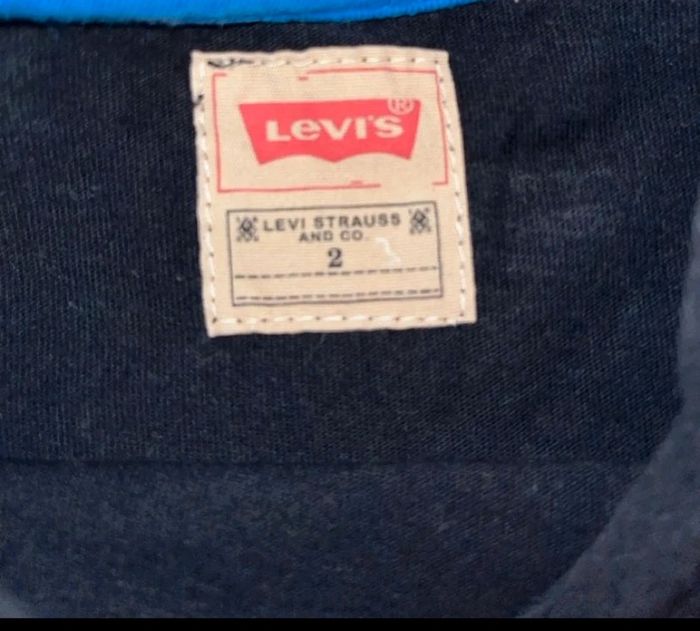 LEVI'S ®
LEVI STRAUSS
AND CO.
2